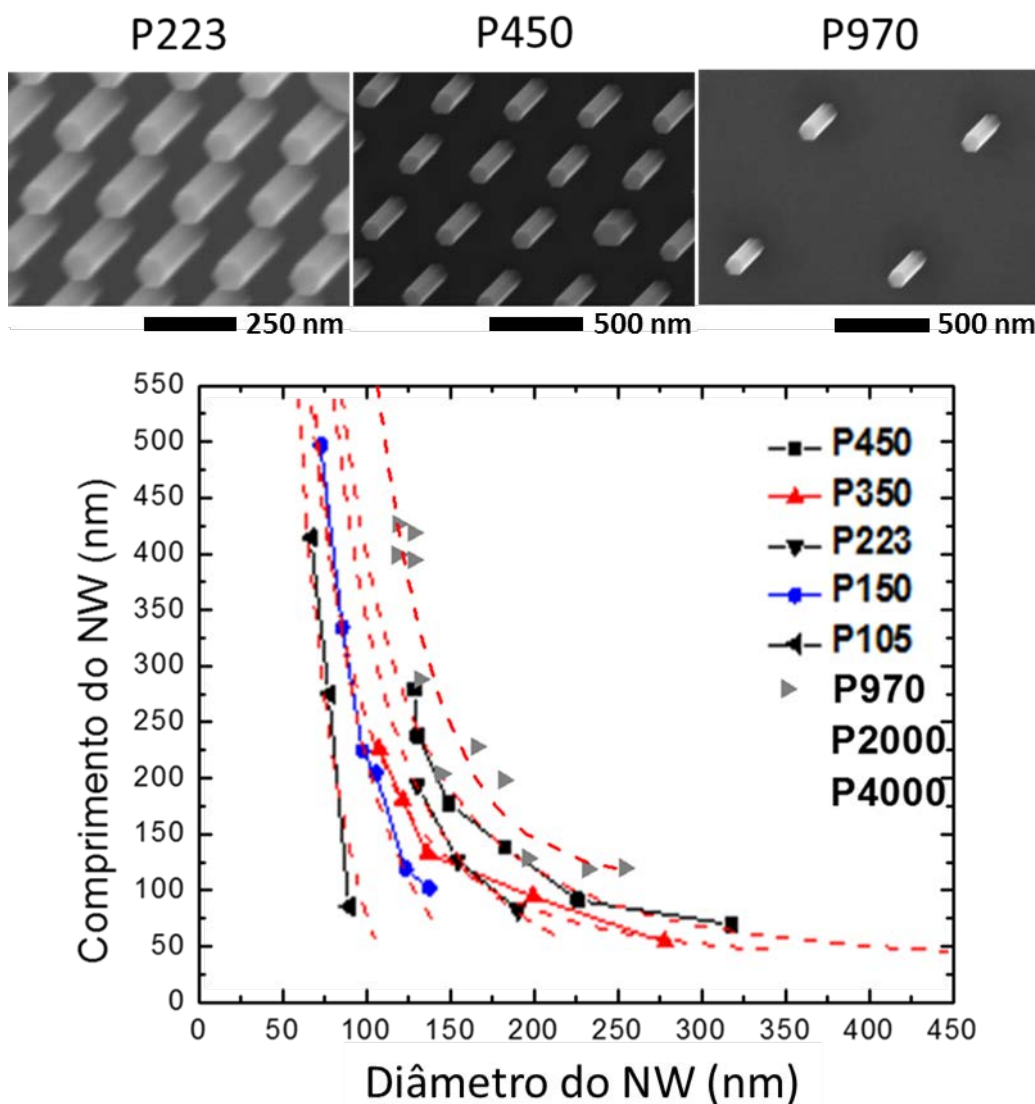 P223 P450 P970
250 nm 500 nm 500 nm
550
500
450
400
350
300
250
200
150
100
50
0
Comprimento do NW (nm)
P450
P350
P223
P150
P105
P970
P2000
P4000
0 50 100 150 200 250 300 350 400 450
Diâmetro do NW (nm)